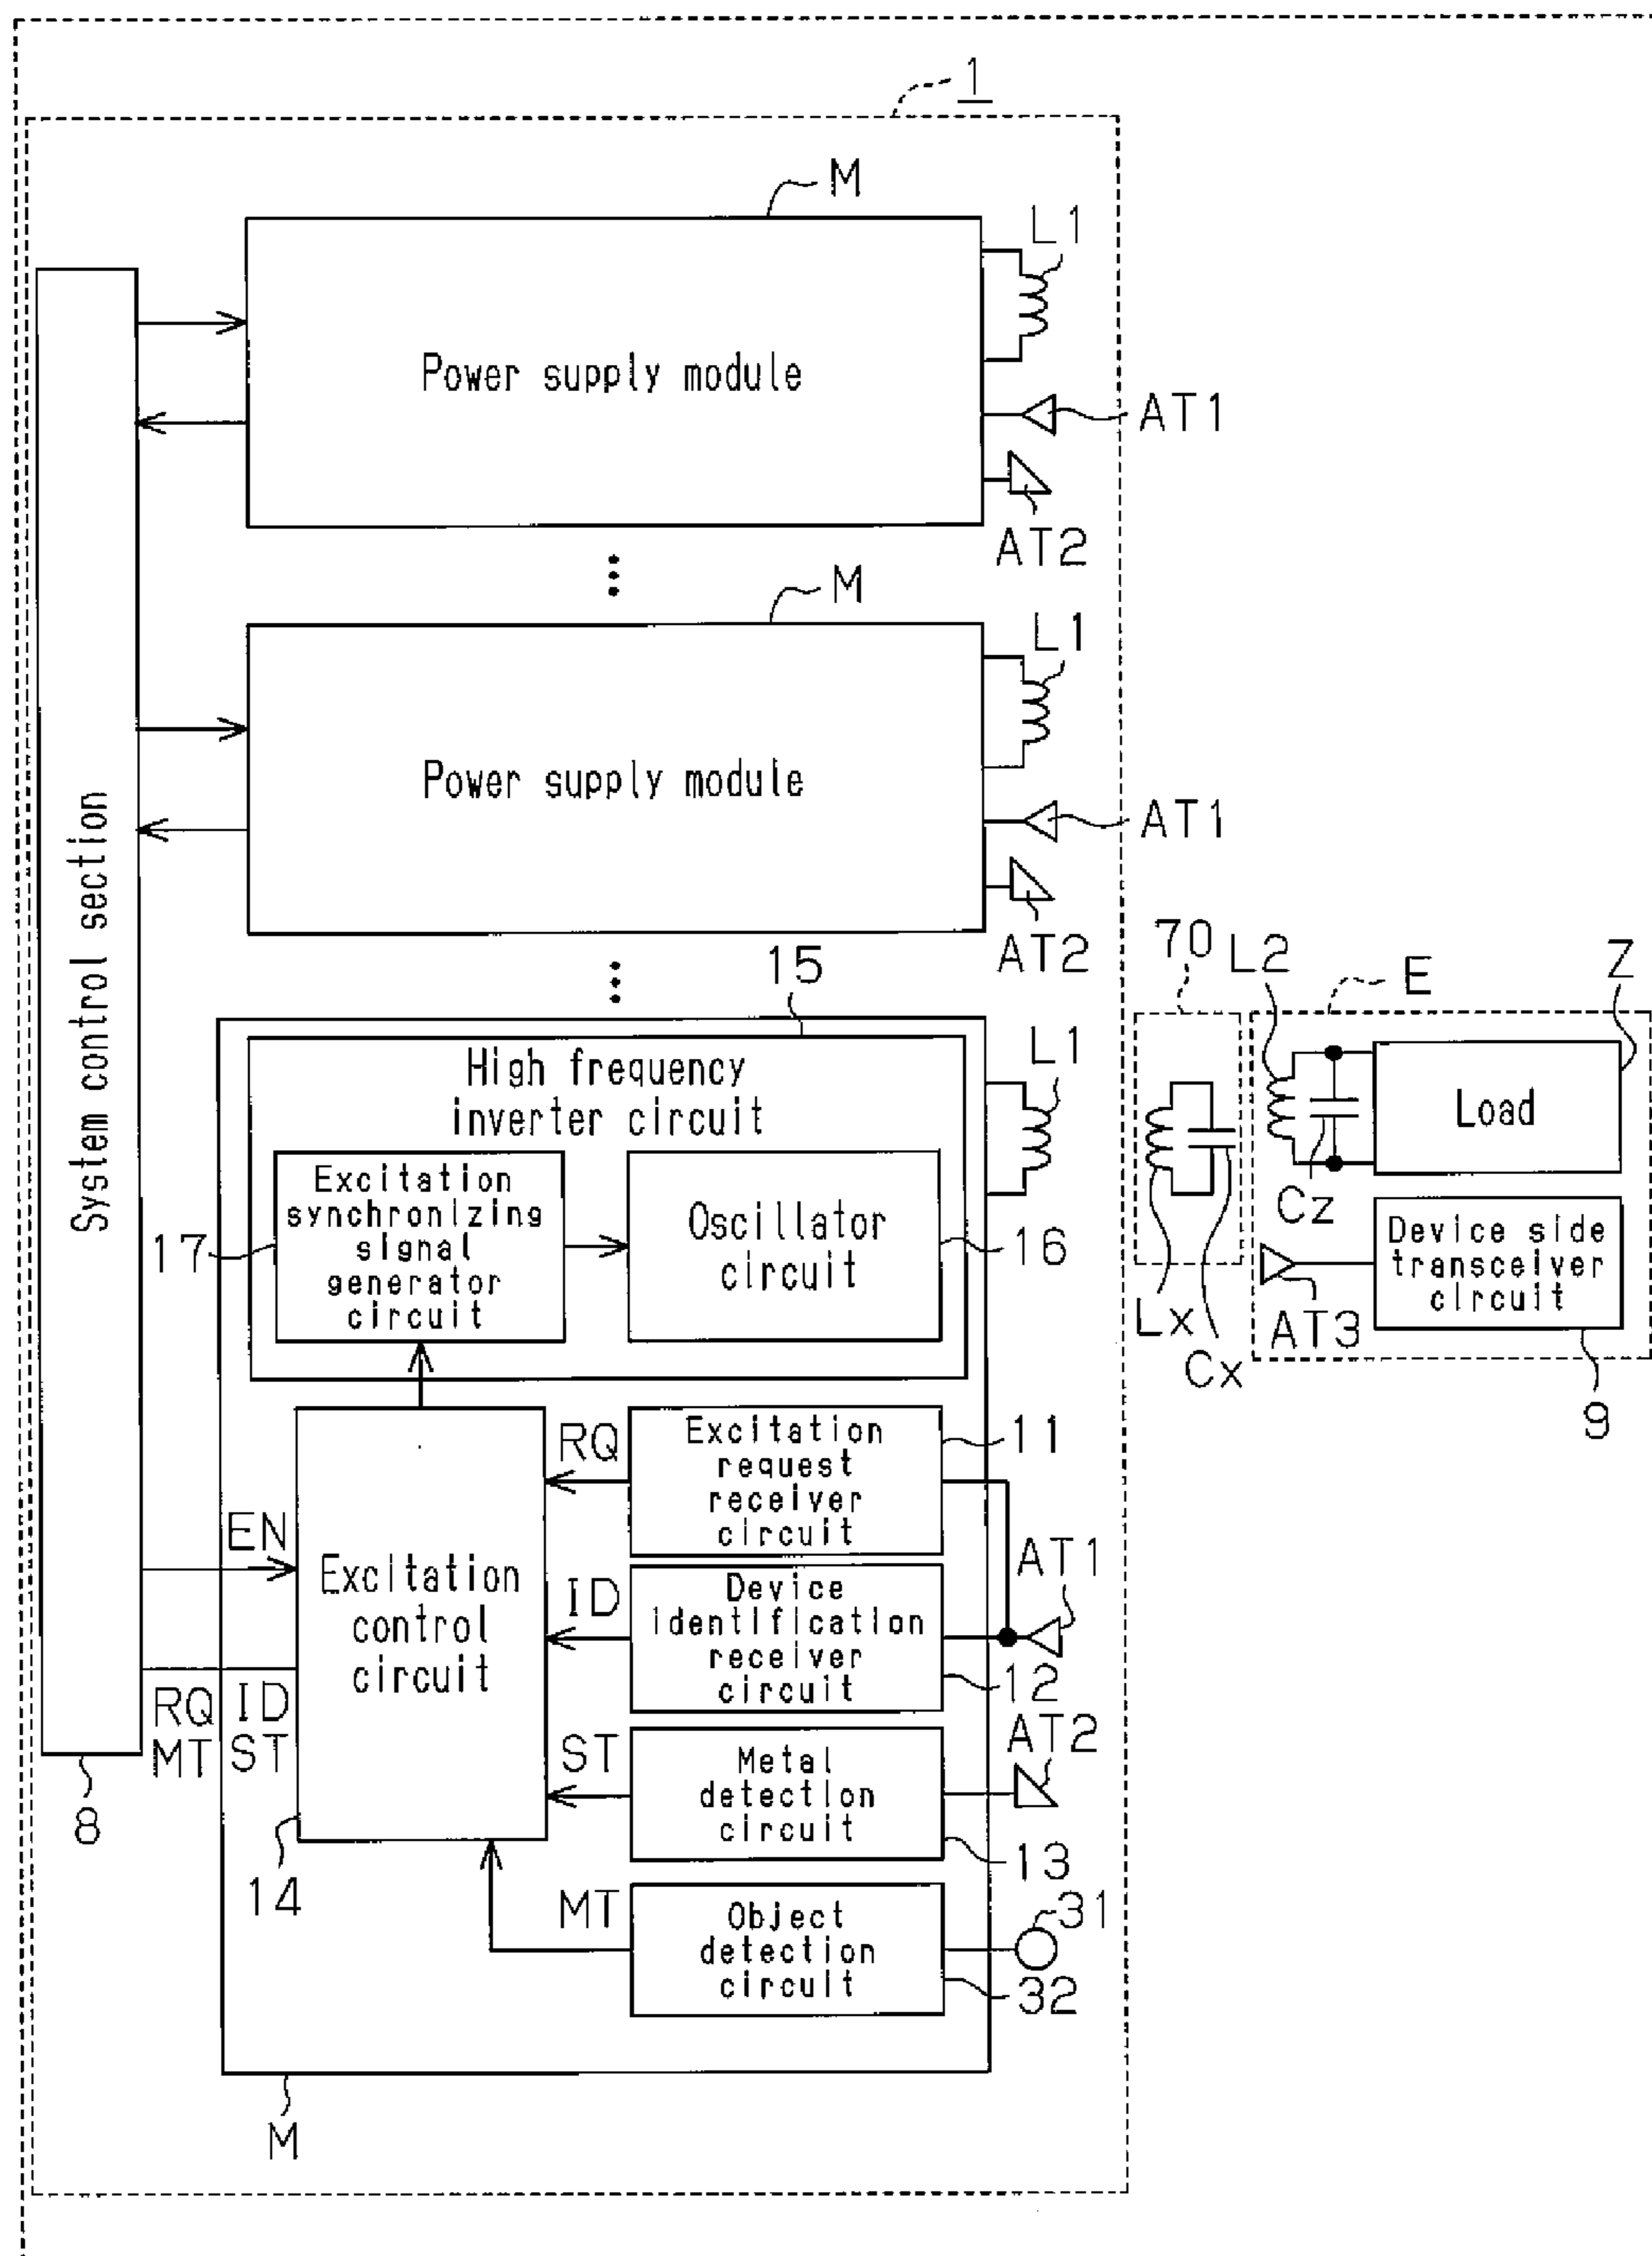 1
M
L1
Power supply module
AT1
AT2
M
L1
Power supply module
AT1
AT2
System control section
8
15
High frequency
inverter circuit
L1
Excitation
synchronizing
signal
generator
circuit
17
Oscillator
circuit
16
70
L2
E
Z
Load
Cz
Lx
Cx
AT3
Device side
transceiver
circuit
9
RQ
Excitation
request
receiver
circuit
11
EN
Excitation
control
circuit
ID
Device
identification
receiver
circuit
AT1
12
RQ ID
MT ST
ST
Metal
detection
circuit
AT2
13
14
MT
Object
detection
circuit
31
32
M